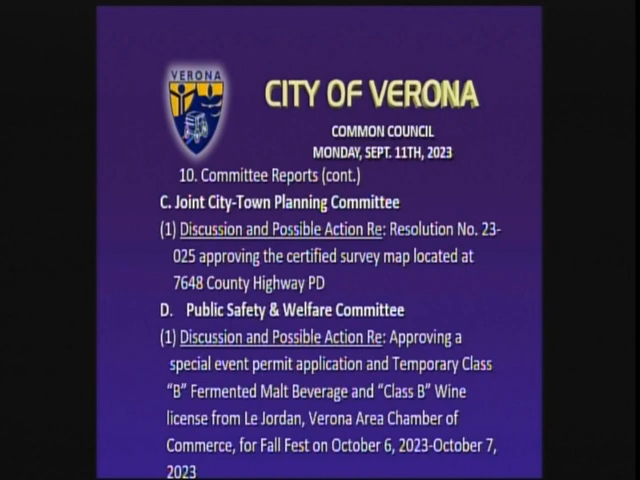 VERONA
CITY OF VERONA
COMMON COUNCIL
MONDAY, SEPT. 11TH, 2023
10. Committee Reports (cont.)
C. Joint City-Town Planning Committee
(1) Discussion and Possible Action Re: Resolution No. 23-
025 approving the certified survey map located at
7648 County Highway PD
D. Public Safety & Welfare Committee
(1) Discussion and Possible Action Re: Approving a
special event permit application and Temporary Class
“B” Fermented Malt Beverage and “Class B” Wine
license from Le Jordan, Verona Area Chamber of
Commerce, for Fall Fest on October 6, 2023-October 7,
2023